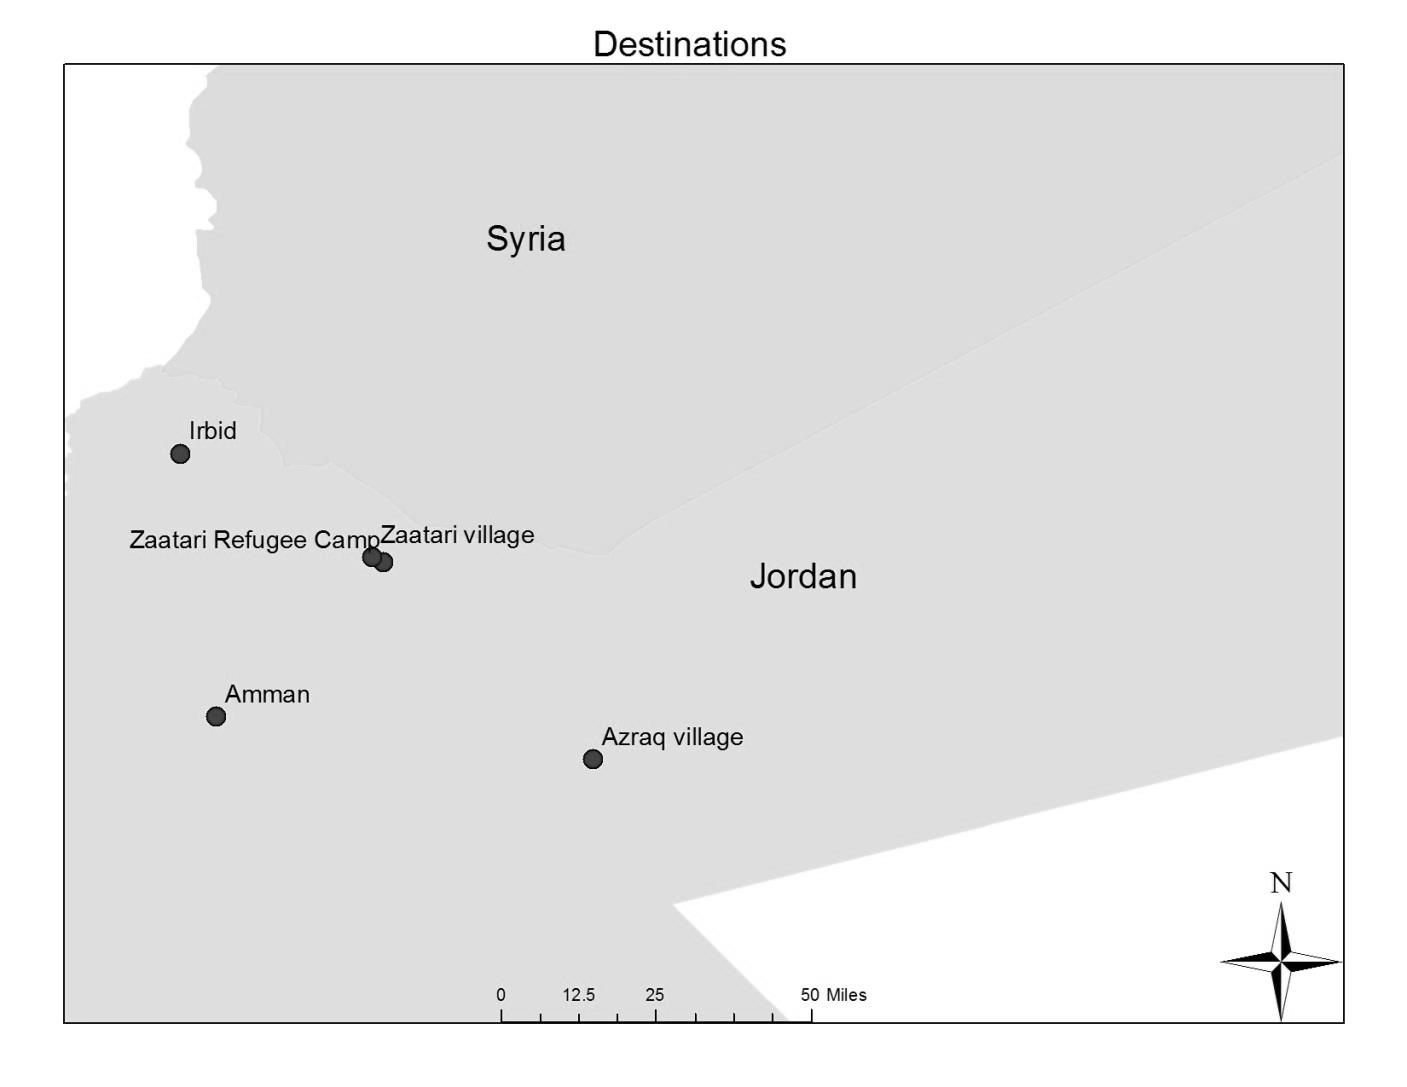 Destinations
Syria
Irbid
Zaatari Refugee Camp
Zaatari village
Jordan
Amman
Azraq village
N
0 12.5 25 50 Miles